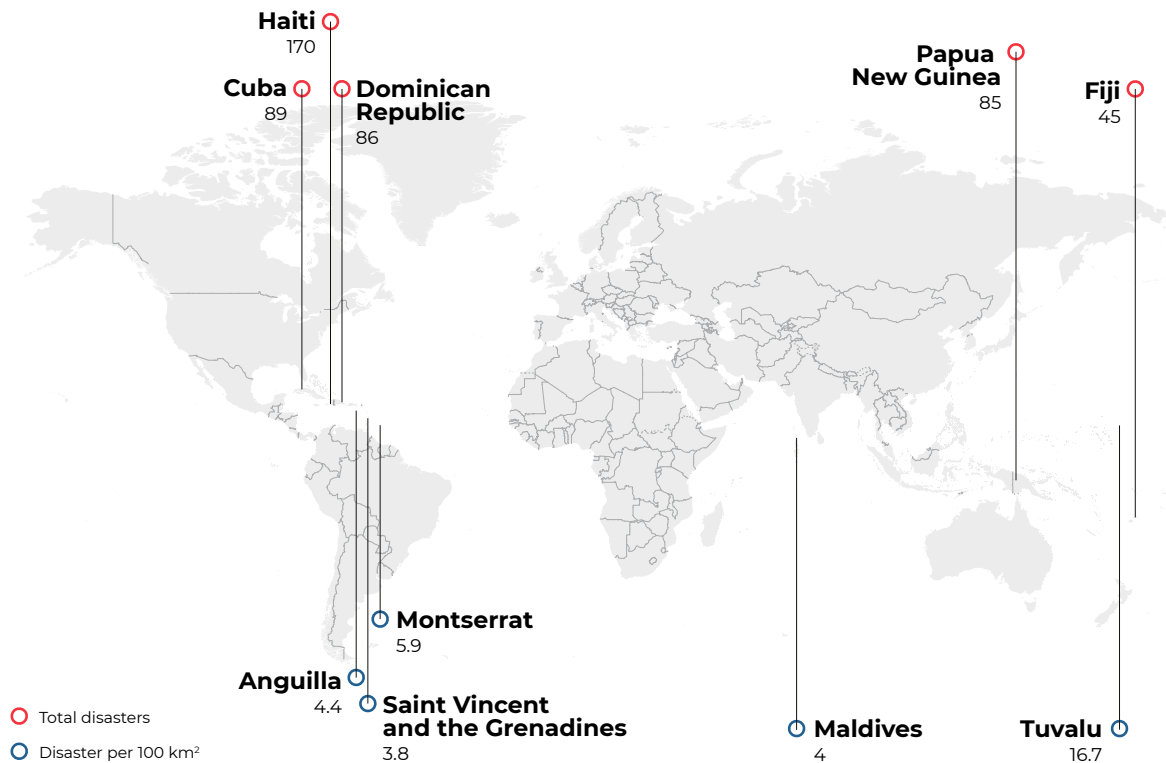 Haiti
170
Cuba
89
Dominican
Republic
86
Papua
New Guinea
85
Fiji
45
Montserrat
5.9
Anguilla
4.4
Saint Vincent
and the Grenadines
3.8
Maldives
4
Tuvalu
16.7
Total disasters
Disaster per 100 km²